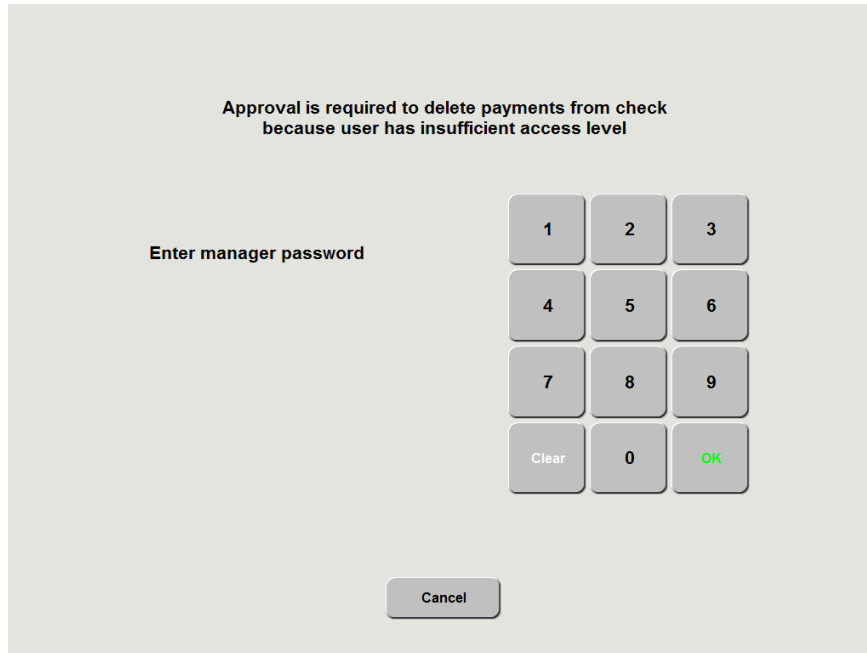 Approval is required to delete payments from check
because user has insufficient access level
Enter manager password
1 2 3
4 5 6
7 8 9
Clear 0 OK
Cancel